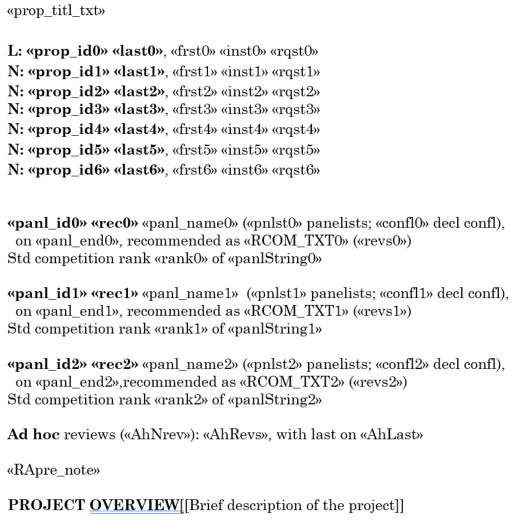 «prop_titl_txt»
L: «prop_id0» «last0», «frst0» «inst0» «rqst0»
N: «prop_id1» «last1», «frst1» «inst1» «rqst1»
N: «prop_id2» «last2», «frst2» «inst2» «rqst2»
N: «prop_id3» «last3», «frst3» «inst3» «rqst3»
N: «prop_id4» «last4», «frst4» «inst4» «rqst4»
N: «prop_id5» «last5», «frst5» «inst5» «rqst5»
N: «prop_id6» «last6», «frst6» «inst6» «rqst6»
«panl_id0» «rec0» «panl_name0» («pnlst0» panelists; «confl0» decl confl),
on «panl_end0», recommended as «RCOM_TXT0» («revs0»)
Std competition rank «rank0» of «panlString0»
«panl_id1» «rec1» «panl_name1» («pnlst1» panelists; «confl1» decl confl),
on «panl_end1», recommended as «RCOM_TXT1» («revs1»)
Std competition rank «rank1» of «panlString1»
«panl_id2» «rec2» «panl_name2» («pnlst2» panelists; «confl2» decl confl),
on «panl_end2»,recommended as «RCOM_TXT2» («revs2»)
Std competition rank «rank2» of «panlString2»
Ad hoc reviews («AhNrev»): «AhRevs», with last on «AhLast»
«RApre_note»
PROJECT OVERVIEW[[Brief description of the project]]